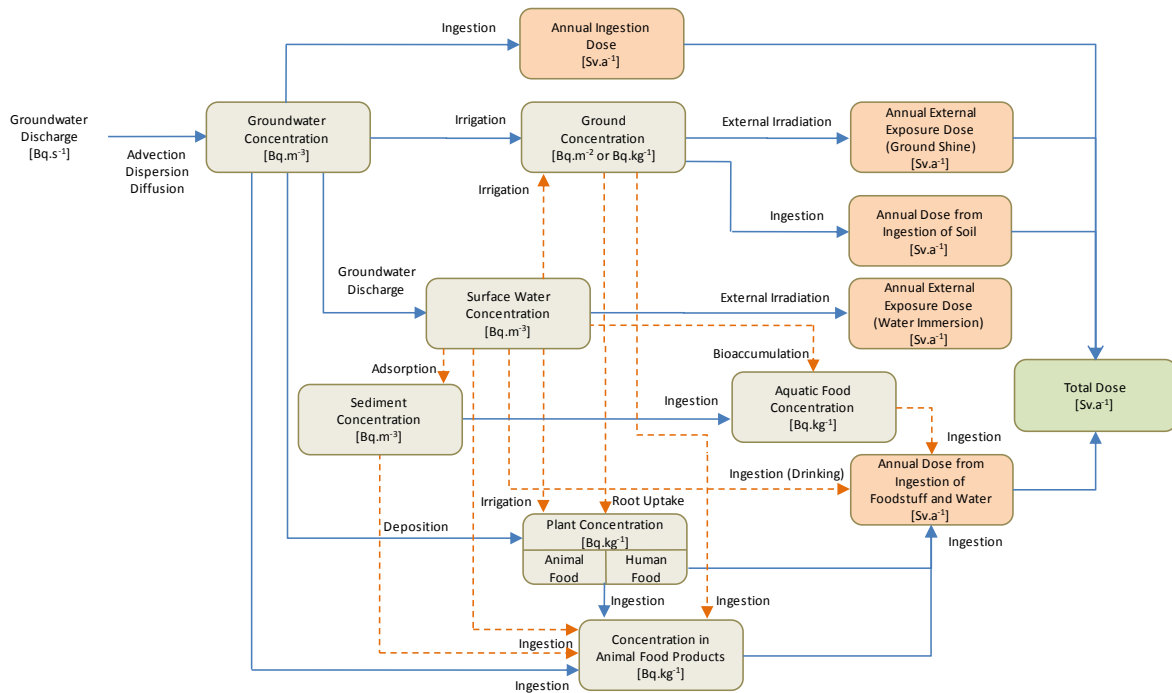 Ingestion
Annual Ingestion
Dose
[Sv.a⁻¹]
Groundwater
Discharge
[Bq.s⁻¹]
Advection
Dispersion
Diffusion
Groundwater
Concentration
[Bq.m⁻³]
Irrigation
Ground
Concentration
[Bq.m⁻² or Bq.kg⁻¹]
External Irradiation
Annual External
Exposure Dose
(Ground Shine)
[Sv.a⁻¹]
Irrigation
Ingestion
Annual Dose from
Ingestion of Soil
[Sv.a⁻¹]
Groundwater
Discharge
Surface Water
Concentration
[Bq.m⁻³]
External Irradiation
Annual External
Exposure Dose
(Water Immersion)
[Sv.a⁻¹]
Adsorption
Bioaccumulation
Sediment
Concentration
[Bq.m⁻³]
Ingestion
Aquatic Food
Concentration
[Bq.kg⁻¹]
Total Dose
[Sv.a⁻¹]
Ingestion
Ingestion (Drinking)
Annual Dose from
Ingestion of
Foodstuff and Water
[Sv.a⁻¹]
Irrigation
Root Uptake
Deposition
Plant Concentration
[Bq.kg⁻¹]
Animal
Food
Human
Food
Ingestion
Ingestion
Ingestion
Ingestion
Concentration in
Animal Food Products
[Bq.kg⁻¹]
Ingestion